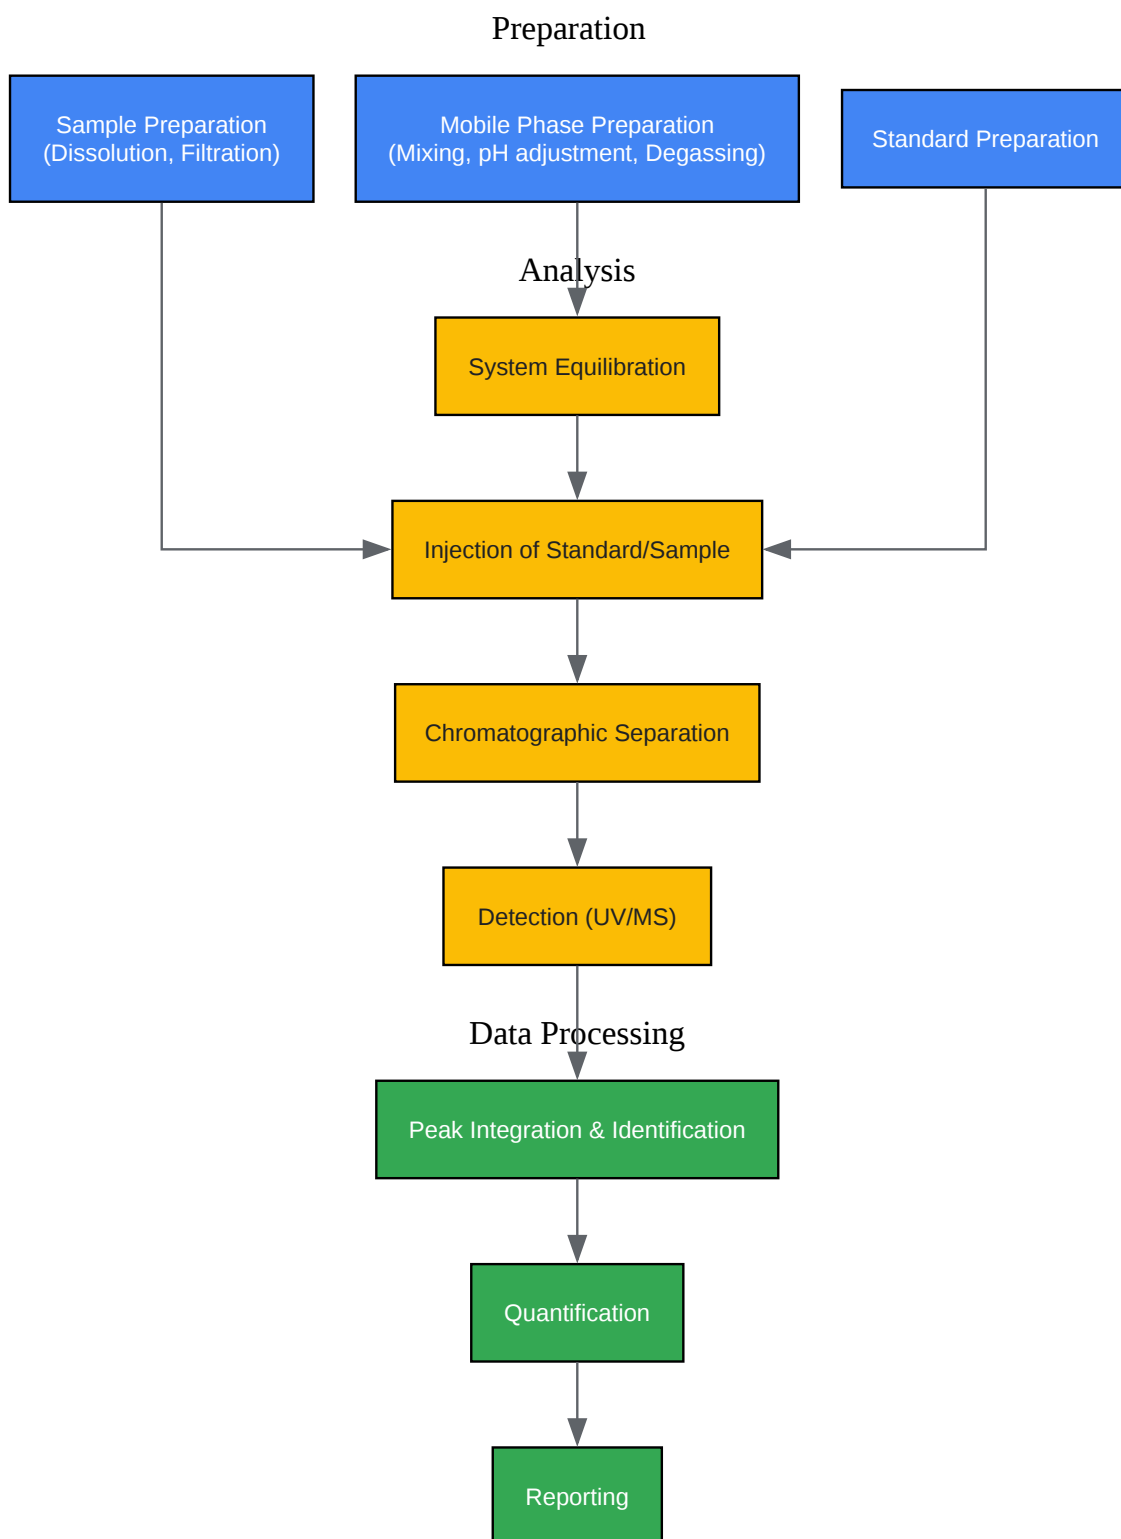 Preparation
Sample Preparation
(Dissolution, Filtration)
Mobile Phase Preparation
(Mixing, pH adjustment, Degassing)
Standard Preparation
Analysis
System Equilibration
Injection of Standard/Sample
Chromatographic Separation
Detection (UV/MS)
Data Processing
Peak Integration & Identification
Quantification
Reporting